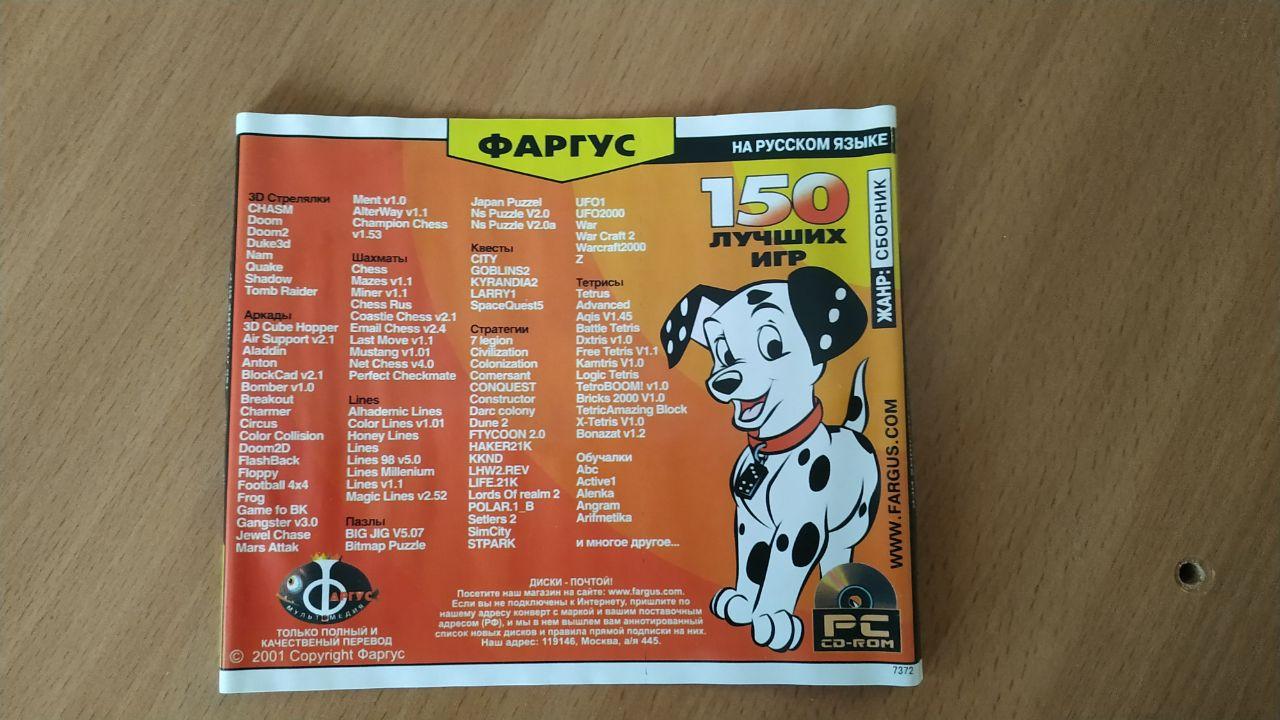 ФАРГУС
НА РУССКОМ ЯЗЫКЕ
150
ЛУЧШИХ
ИГР
ЖАНР: СБОРНИК
3D Стрелялки
CHASM
Doom
Doom2
Duke3d
Nam
Quake
Shadow
Tomb Raider
Аркады
3D Cube Hopper
Air Support v2.1
Aladdin
Anton
BlockCad v2.1
Bomber v1.0
Breakout
Charmer
Circus
Color Collision
Doom2D
FlashBack
Floppy
Football 4x4
Frog
Game fo BK
Gangster v3.0
Jewel Chase
Mars Attak
Ment v1.0
AlterWay v1.1
Champion Chess
v1.53
Шахматы
Chess
Mazes v1.1
Miner v1.1
Chess Rus
Coastie Chess v2.1
Email Chess v2.4
Last Move v1.1
Mustang v1.01
Net Chess v4.0
Perfect Checkmate
Lines
Alhademic Lines
Color Lines v1.01
Honey Lines
Lines
Lines 98 v5.0
Lines Millenium
Lines v1.1
Magic Lines v2.52
Пазлы
BIG JIG V5.07
Bitmap Puzzle
Japan Puzzel
Ns Puzzle V2.0
Ns Puzzle V2.0a
Квесты
CITY
GOBLINS2
KYRANDIA2
LARRY1
SpaceQuest5
Стратегии
7 legion
Civilization
Colonization
Comersant
CONQUEST
Constructor
Darc colony
Dune 2
FTYCOON 2.0
HAKER21K
KKND
LHW2.REV
LIFE.21K
Lords Of realm 2
POLAR.1_B
Setlers 2
SimCity
STPARK
UFO1
UFO2000
War
War Craft 2
Warcraft2000
Z
Тетрисы
Tetrus
Advanced
Aqis V1.45
Battle Tetris
Dxtris v1.0
Free Tetris V1.1
Kamtris V1.0
Logic Tetris
TetroBOOM! v1.0
Bricks 2000 V1.0
TetricAmazing Block
X-Tetris V1.0
Bonazat v1.2
Обучалки
Abc
Active1
Alenka
Angram
Arifmetika
и многое другое...
WWW.FARGUS.COM
ФАРГУС
МУЛЬТИМЕДИЯ
ТОЛЬКО ПОЛНЫЙ И
КАЧЕСТВЕНЫЙ ПЕРЕВОД
© 2001 Copyright Фаргус
ДИСКИ - ПОЧТОЙ!
Посетите наш магазин на сайте: www.fargus.com.
Если вы не подключены к Интернету, пришлите по
нашему адресу конверт с маркой и вашим поставочным
адресом (РФ), и мы в нем вышлем вам аннотированный
список новых дисков и правила прямой подписки на них.
Наш адрес: 119146, Москва, а/я 445.
PC
CD-ROM
7372